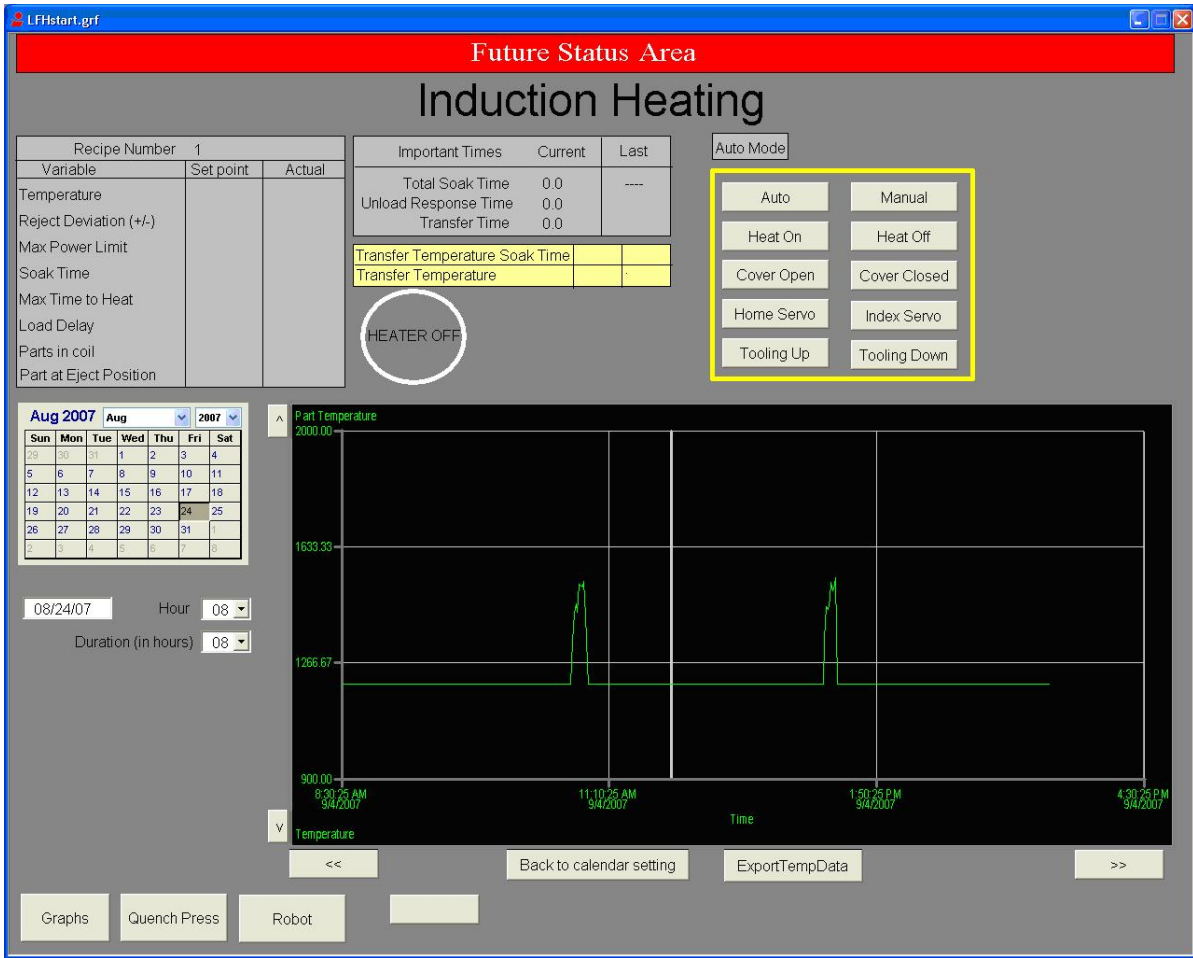 LFHstart.grf
Future Status Area
Induction Heating
Recipe Number 1
Variable Set point Actual
Temperature
Reject Deviation (+/-)
Max Power Limit
Soak Time
Max Time to Heat
Load Delay
Parts in coil
Part at Eject Position
Important Times Current Last
Total Soak Time 0.0 ----
Unload Response Time 0.0
Transfer Time 0.0
Transfer Temperature Soak Time
Transfer Temperature
HEATER OFF
Auto Mode
Auto Manual
Heat On Heat Off
Cover Open Cover Closed
Home Servo Index Servo
Tooling Up Tooling Down
Aug 2007 Aug 2007
Sun Mon Tue Wed Thu Fri Sat
29 30 31 1 2 3 4
5 6 7 8 9 10 11
12 13 14 15 16 17 18
19 20 21 22 23 24 25
26 27 28 29 30 31 1
2 3 4 5 6 7 8
08/24/07 Hour 08
Duration (in hours) 08
^
v
Part Temperature
2000.00
1633.33
1266.67
900.00
8:30:25 AM 11:10:25 AM 1:50:25 PM 4:30:25 PM
9/4/2007 9/4/2007 9/4/2007 9/4/2007
Time
Temperature
<< Back to calendar setting ExportTempData >>
Graphs Quench Press Robot